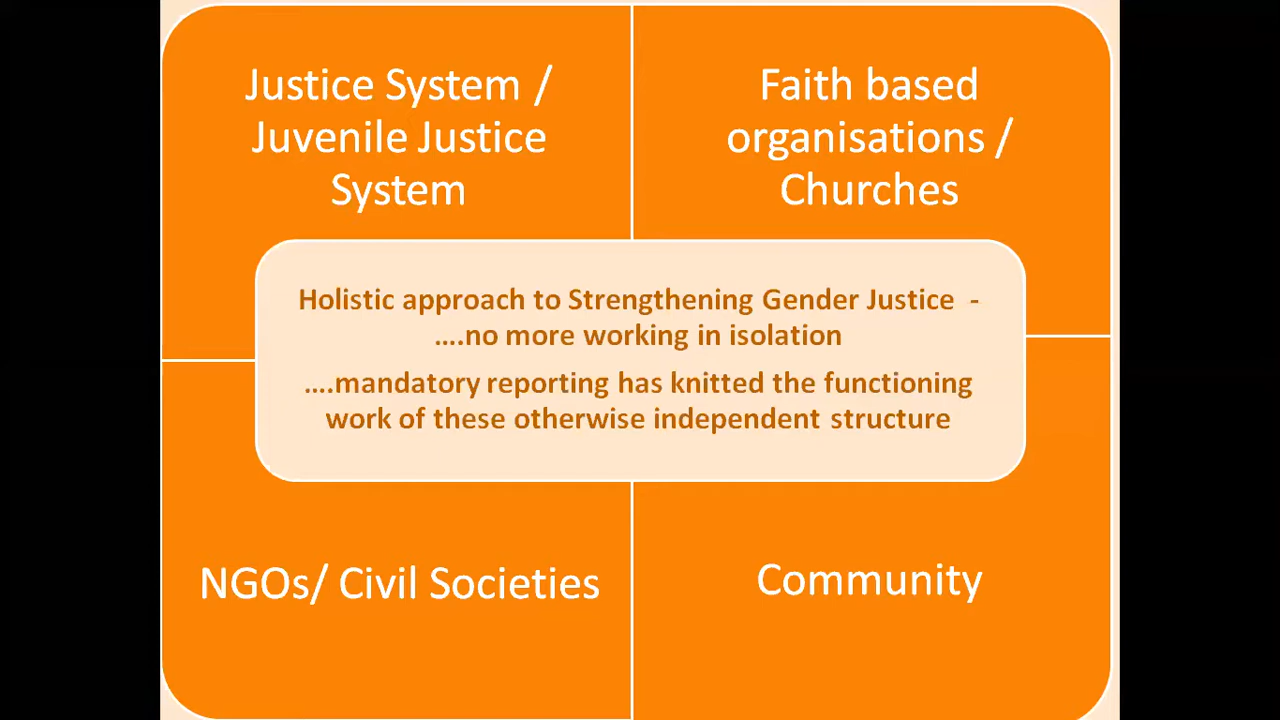 Justice System /
Juvenile Justice
System
Faith based
organisations /
Churches
Holistic approach to Strengthening Gender Justice -
….no more working in isolation
….mandatory reporting has knitted the functioning
work of these otherwise independent structure
NGOs/ Civil Societies
Community